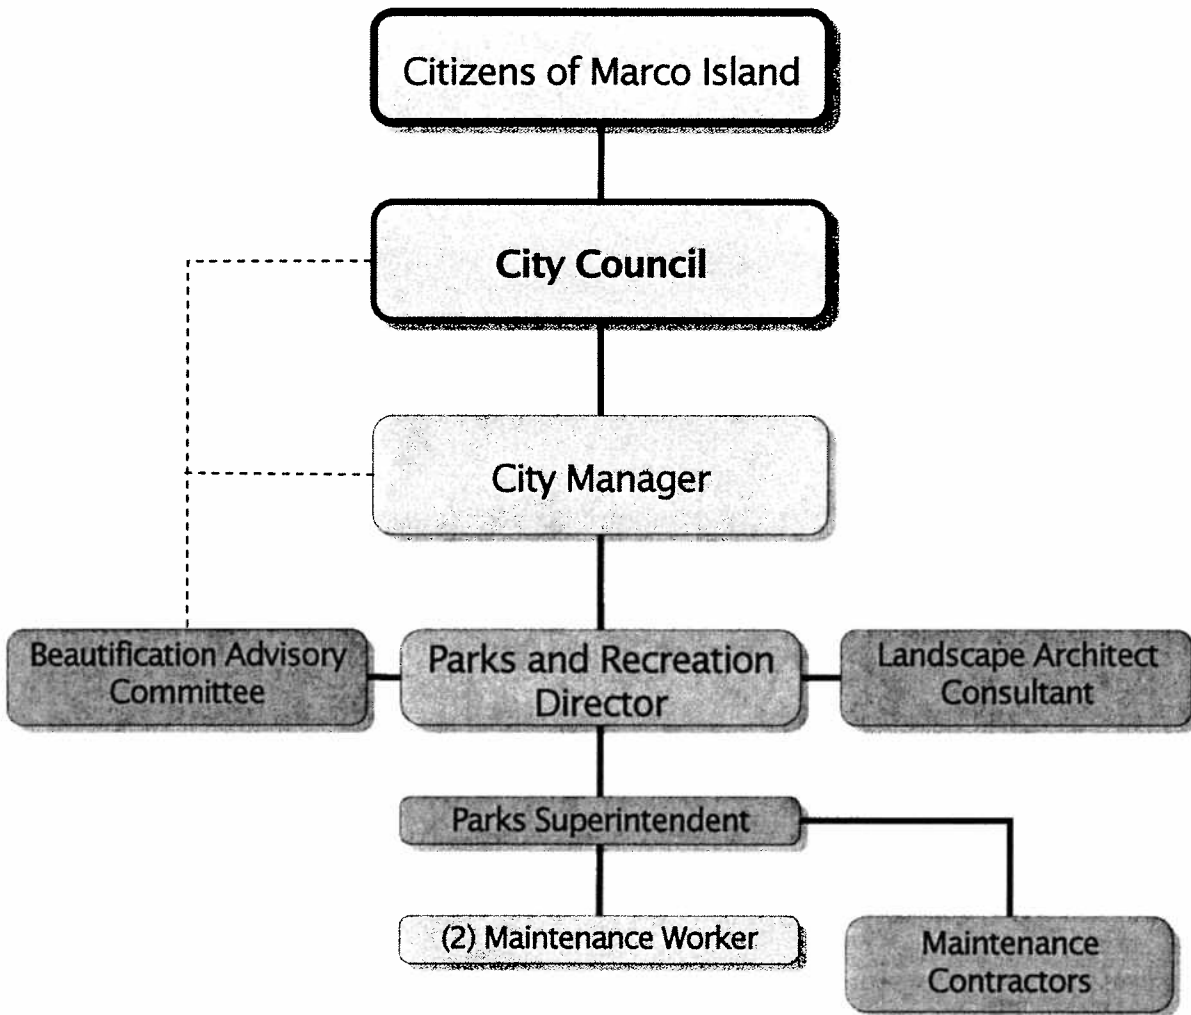 Citizens of Marco Island
City Council
City Manager
Beautification Advisory
Committee
Parks and Recreation
Director
Landscape Architect
Consultant
Parks Superintendent
(2) Maintenance Worker
Maintenance
Contractors